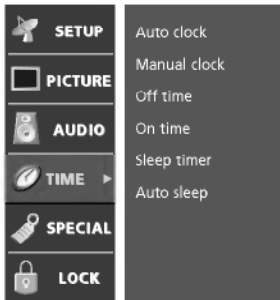 SETUP
PICTURE
AUDIO
TIME
SPECIAL
LOCK
Auto clock
Manual clock
Off time
On time
Sleep timer
Auto sleep